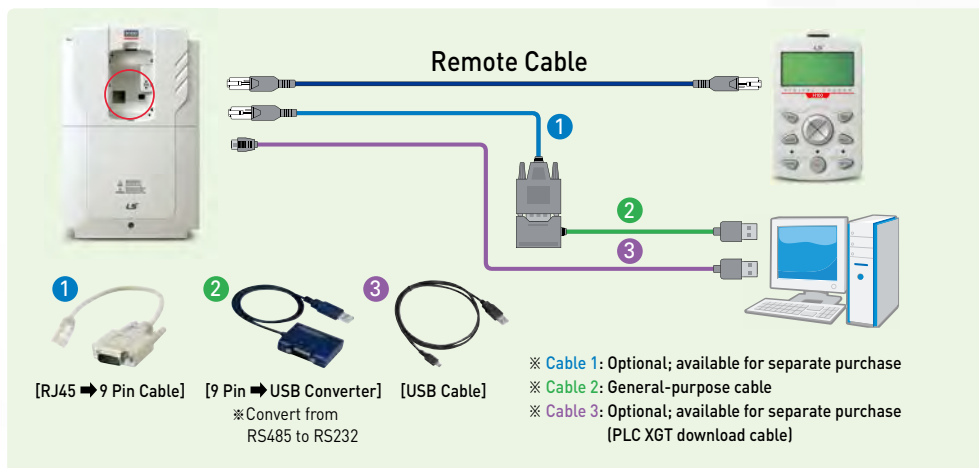 Remote Cable
LS
LS
1
2
3
1
2
3
[RJ45 ➡ 9 Pin Cable]
[9 Pin ➡ USB Converter]
[USB Cable]
※Convert from
RS485 to RS232
※ Cable 1: Optional; available for separate purchase
※ Cable 2: General-purpose cable
※ Cable 3: Optional; available for separate purchase
(PLC XGT download cable)